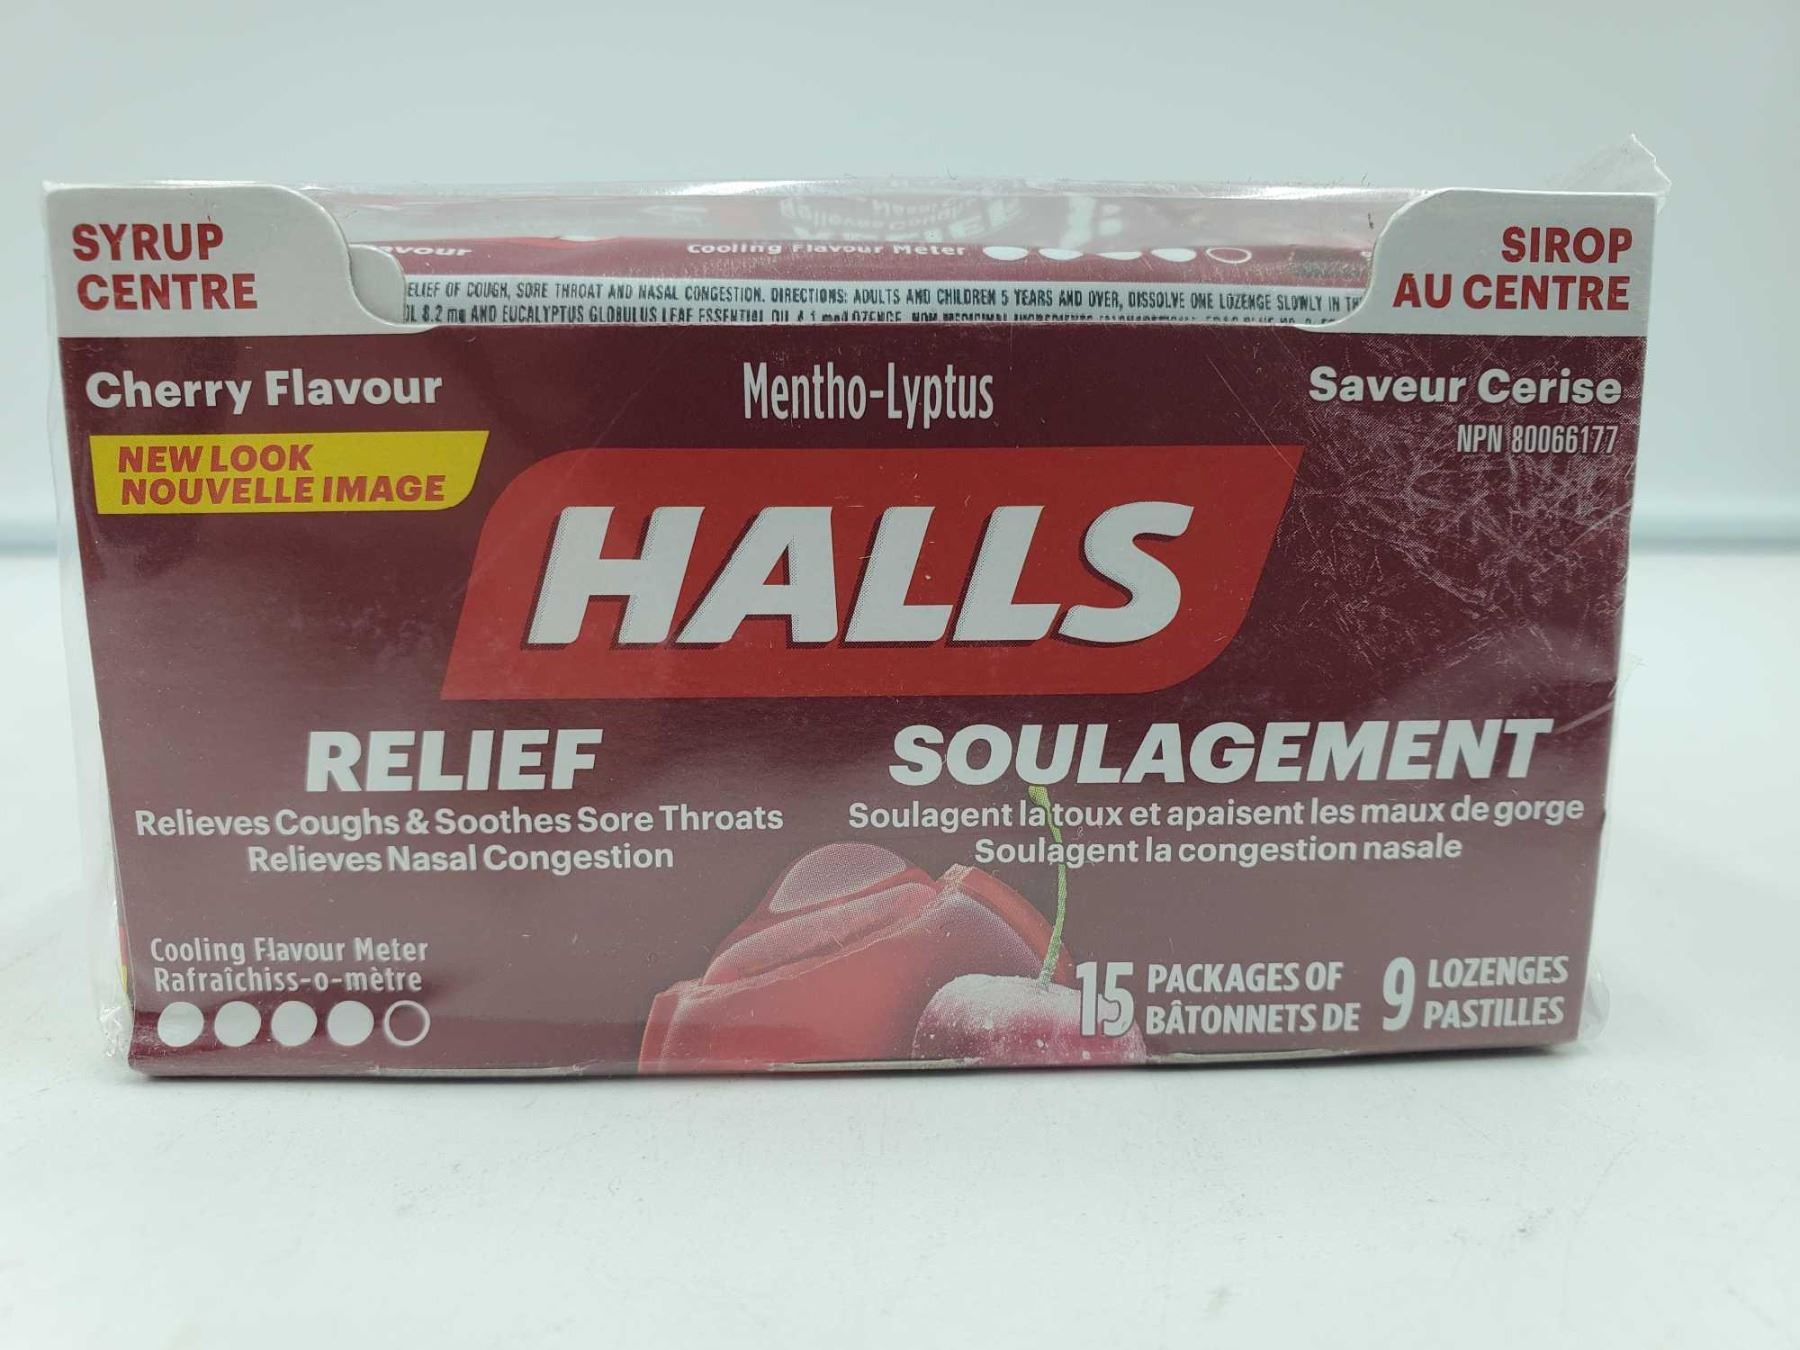 SYRUP
CENTRE
SIROP
AU CENTRE
Cooling Flavour Meter
ELIEF OF COUGH, SORE THROAT AND NASAL CONGESTION. DIRECTIONS: ADULTS AND CHILDREN 5 YEARS AND OVER, DISSOLVE ONE LOZENGE SLOWLY IN TH
OL 8.2 mg AND EUCALYPTUS GLOBULUS LEAF ESSENTIAL OIL
Cherry Flavour
Mentho-Lyptus
Saveur Cerise
NPN 80066177
NEW LOOK
NOUVELLE IMAGE
HALLS
RELIEF
SOULAGEMENT
Relieves Coughs & Soothes Sore Throats
Relieves Nasal Congestion
Soulagent la toux et apaisent les maux de gorge
Soulagent la congestion nasale
Cooling Flavour Meter
Rafraîchiss-o-mètre
15 PACKAGES OF 9 LOZENGES
BÂTONNETS DE PASTILLES